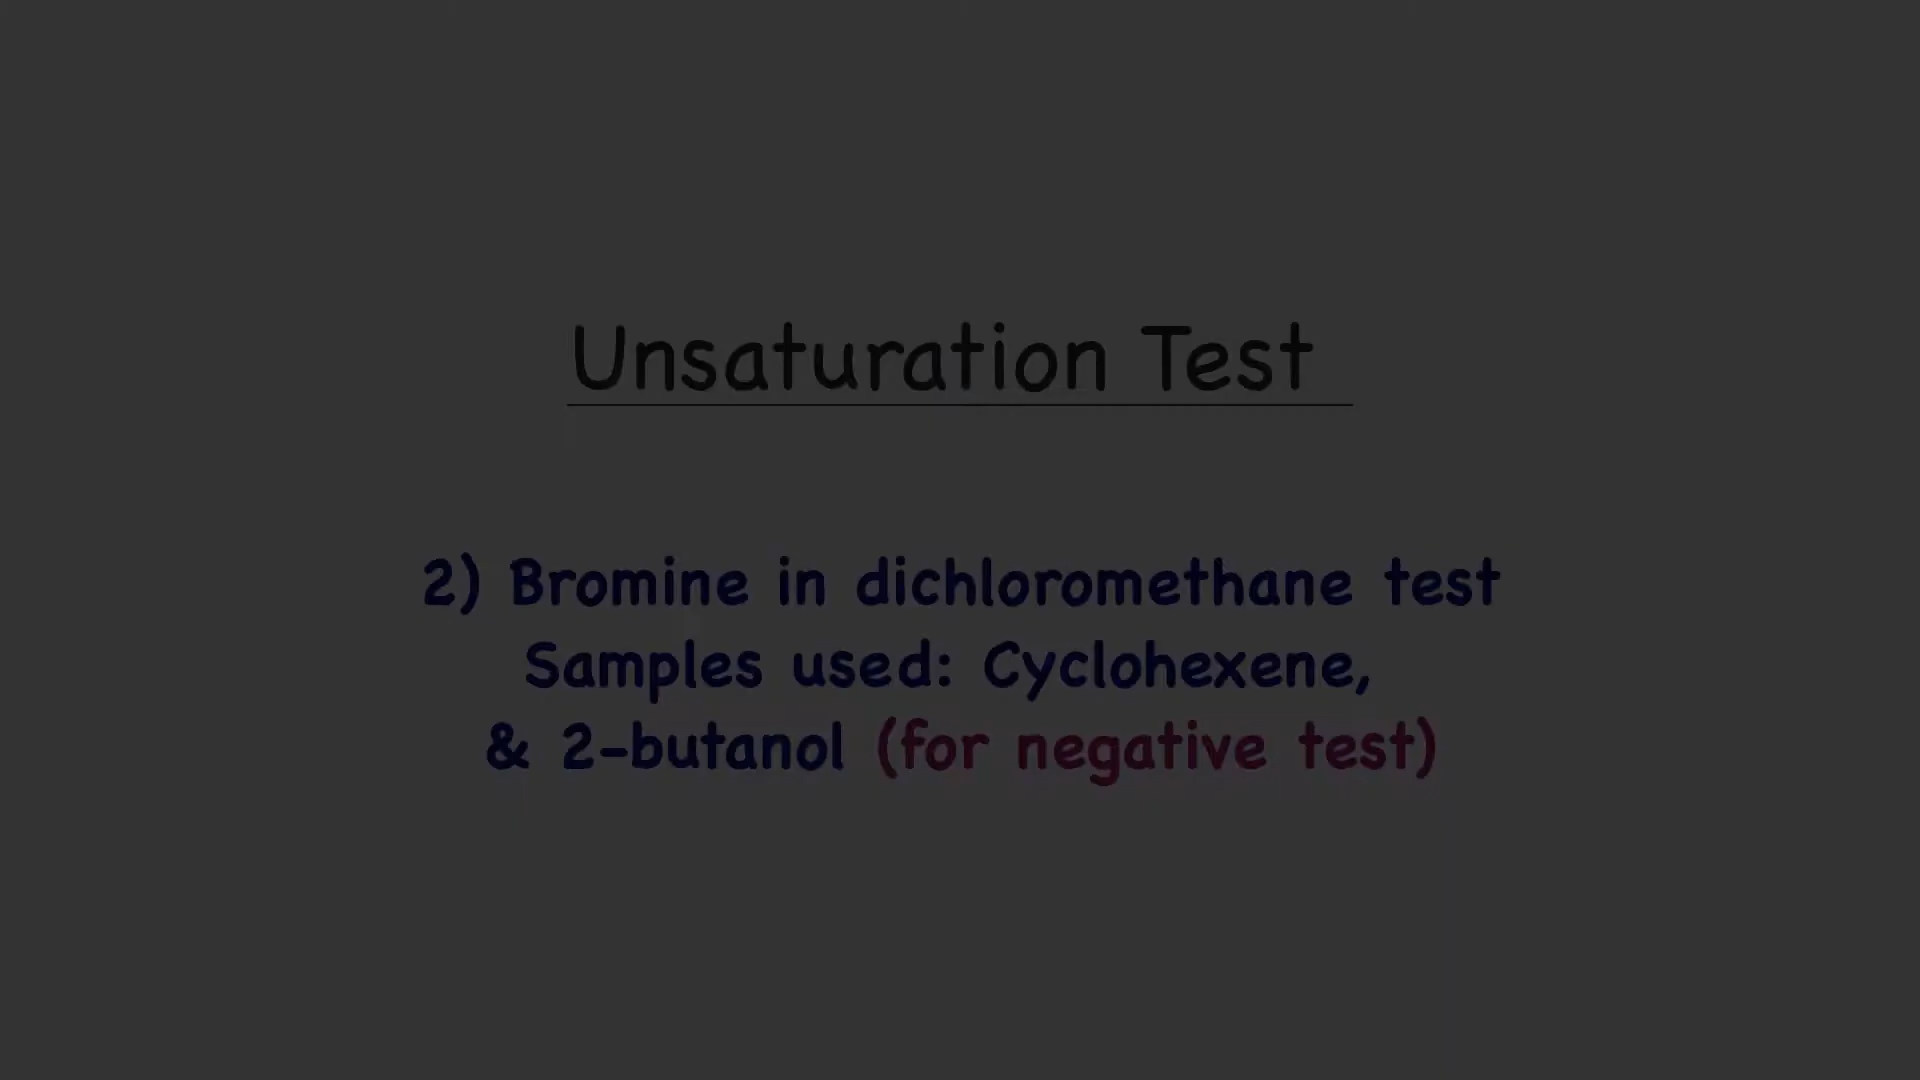 Unsaturation Test
2) Bromine in dichloromethane test
Samples used: Cyclohexene,
& 2-butanol (for negative test)